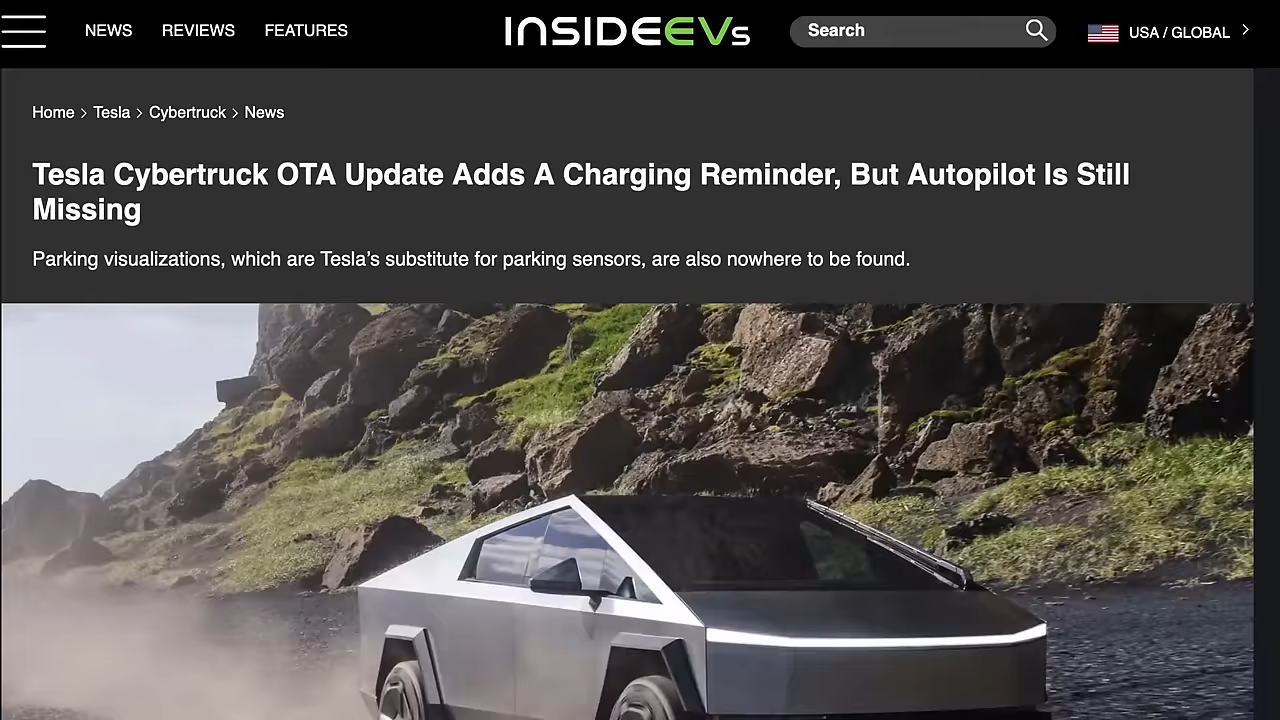 NEWS
REVIEWS
FEATURES
INSIDEEVs
Search
USA / GLOBAL
Home > Tesla > Cybertruck > News
Tesla Cybertruck OTA Update Adds A Charging Reminder, But Autopilot Is Still
Missing
Parking visualizations, which are Tesla’s substitute for parking sensors, are also nowhere to be found.